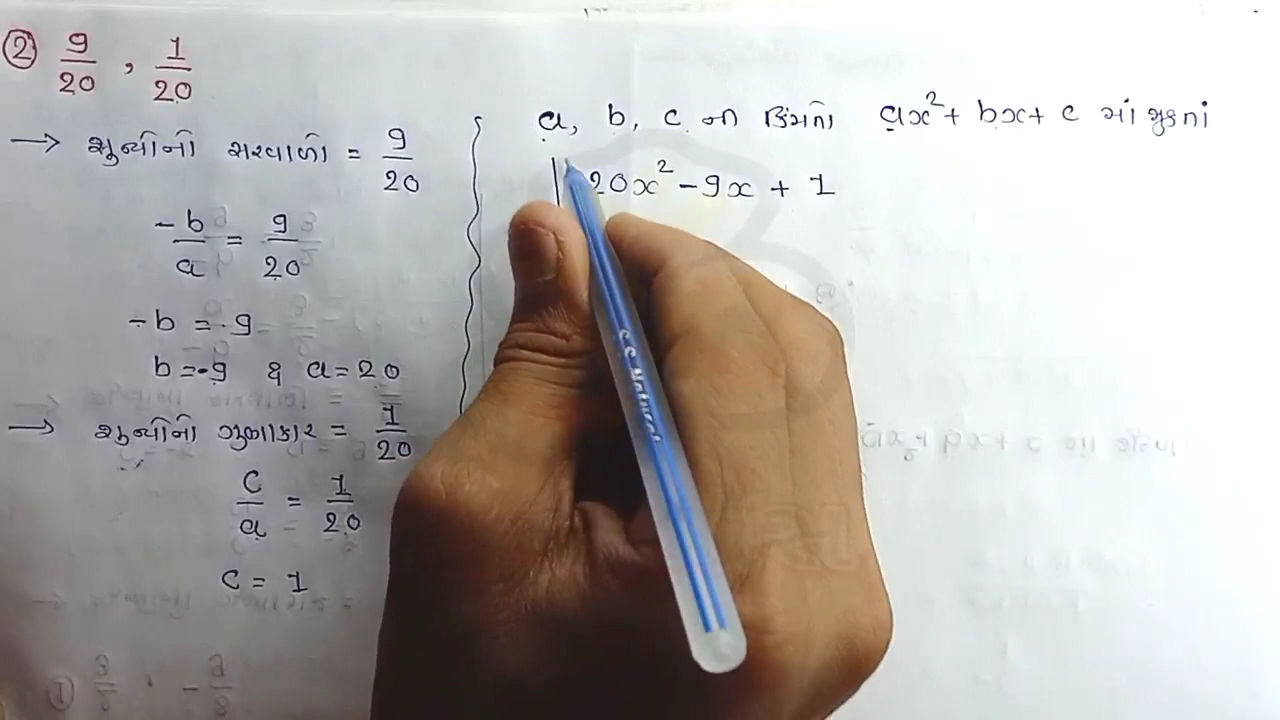 ② 9/20 , 1/20
→ શૂન્યોનો સરવાળો = 9/20
-b/a = 9/20
-b = 9
b = -9 & a = 20
→ શૂન્યોનો ગુણાકાર = 1/20
c/a = 1/20
c = 1
a, b, c ની કિંમતો ax² + bx + c માં મુકતાં
20x² - 9x + 1